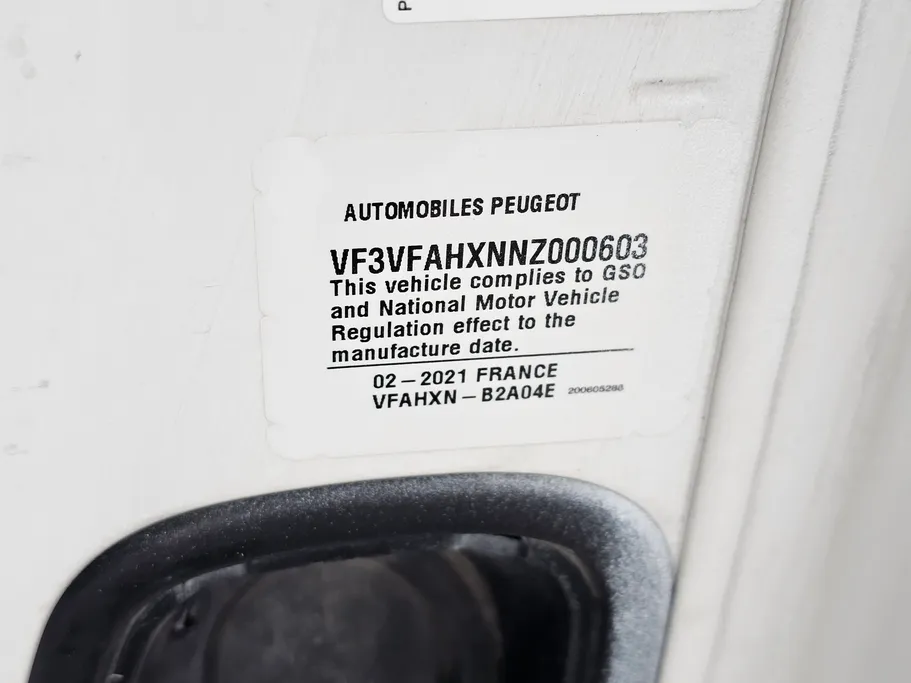 P
AUTOMOBILES PEUGEOT
VF3VFAHXNNZ000603
This vehicle complies to GSO
and National Motor Vehicle
Regulation effect to the
manufacture date.
02-2021 FRANCE
VFAHXN-B2A04E 200605266